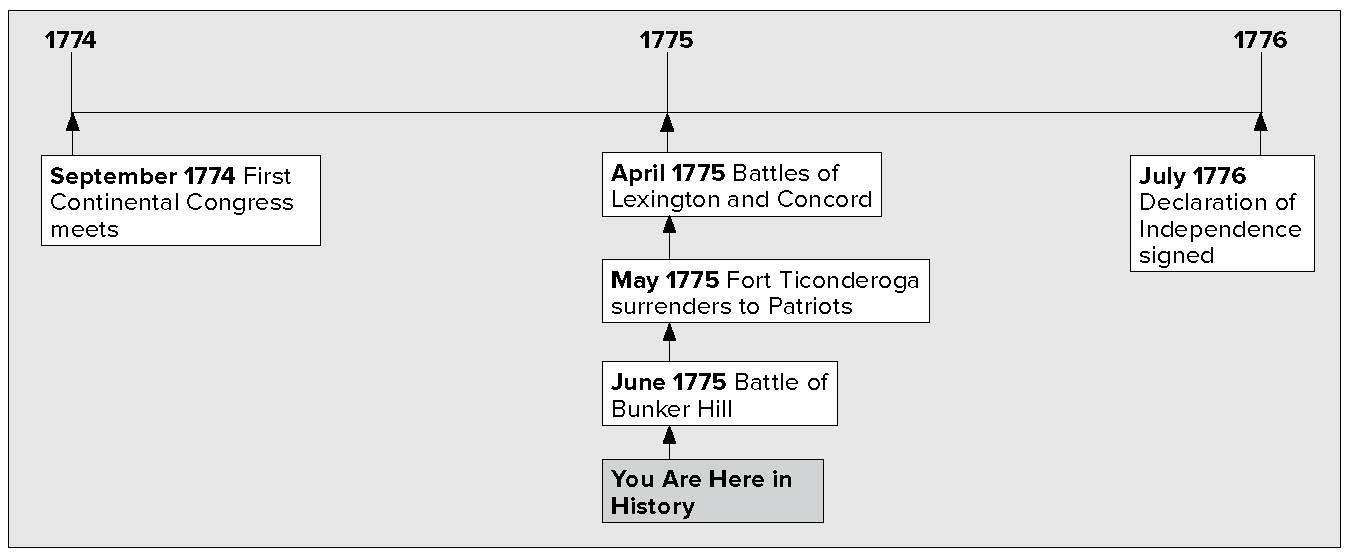 1774
1775
1776
September 1774 First
Continental Congress
meets
April 1775 Battles of
Lexington and Concord
May 1775 Fort Ticonderoga
surrenders to Patriots
June 1775 Battle of
Bunker Hill
You Are Here in
History
July 1776
Declaration of
Independence
signed